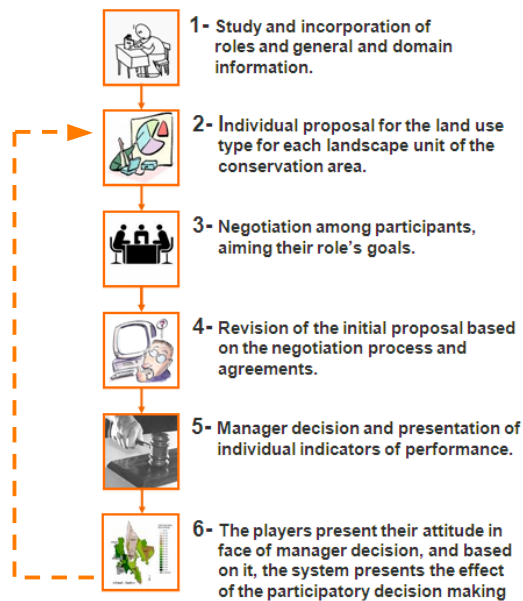 1- Study and incorporation of
roles and general and domain
information.
2- Individual proposal for the land use
type for each landscape unit of the
conservation area.
3- Negotiation among participants,
aiming their role's goals.
4- Revision of the initial proposal based
on the negotiation process and
agreements.
5- Manager decision and presentation of
individual indicators of performance.
6- The players present their attitude in
face of manager decision, and based
on it, the system presents the effect
of the participatory decision making